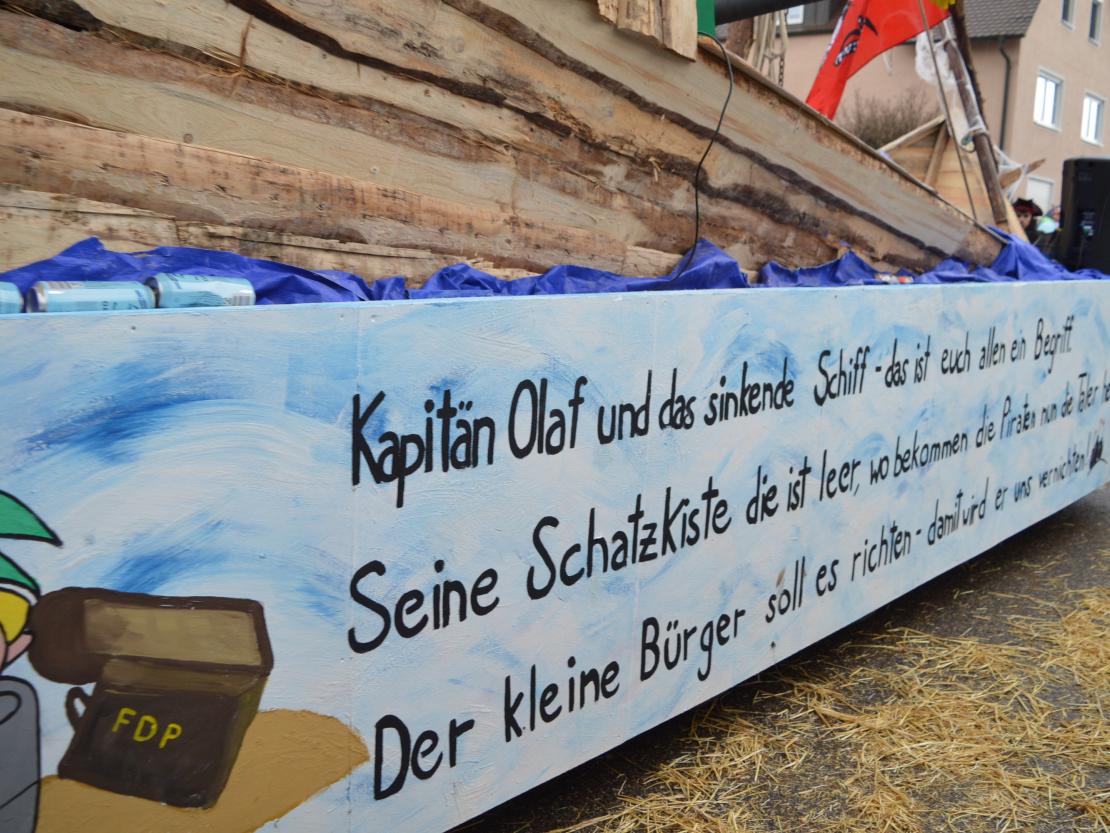 Kapitän Olaf und das sinkende Schiff - das ist euch allen ein Begriff.
Seine Schatzkiste die ist leer, wo bekommen die Piraten nun die Taler
Der kleine Bürger soll es richten - damit wird er uns vernichten!
FDP